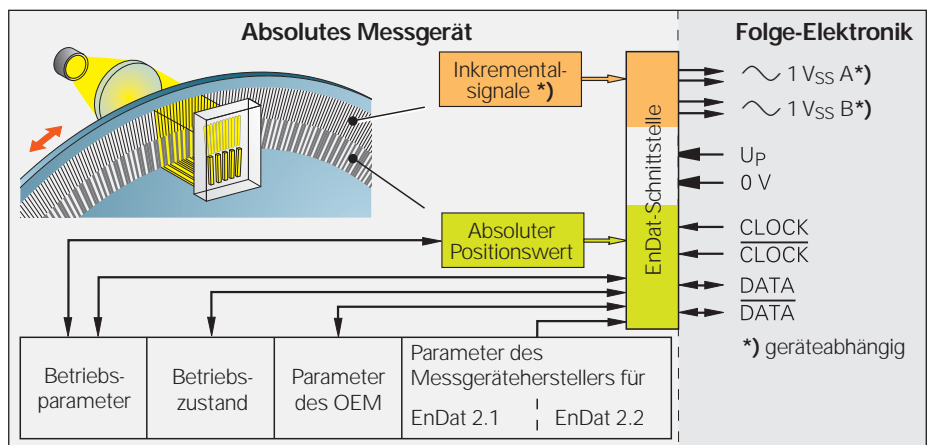 Absolutes Messgerät
Folge-Elektronik
Inkremental-
signale *)
1 VSS A*)
1 VSS B*)
EnDat-Schnittstelle
UP
0 V
Absoluter
Positionswert
CLOCK
CLOCK
DATA
DATA
*) geräteabhängig
Betriebs-
parameter
Betriebs-
zustand
Parameter
des OEM
Parameter des
Messgeräteherstellers für
EnDat 2.1
EnDat 2.2